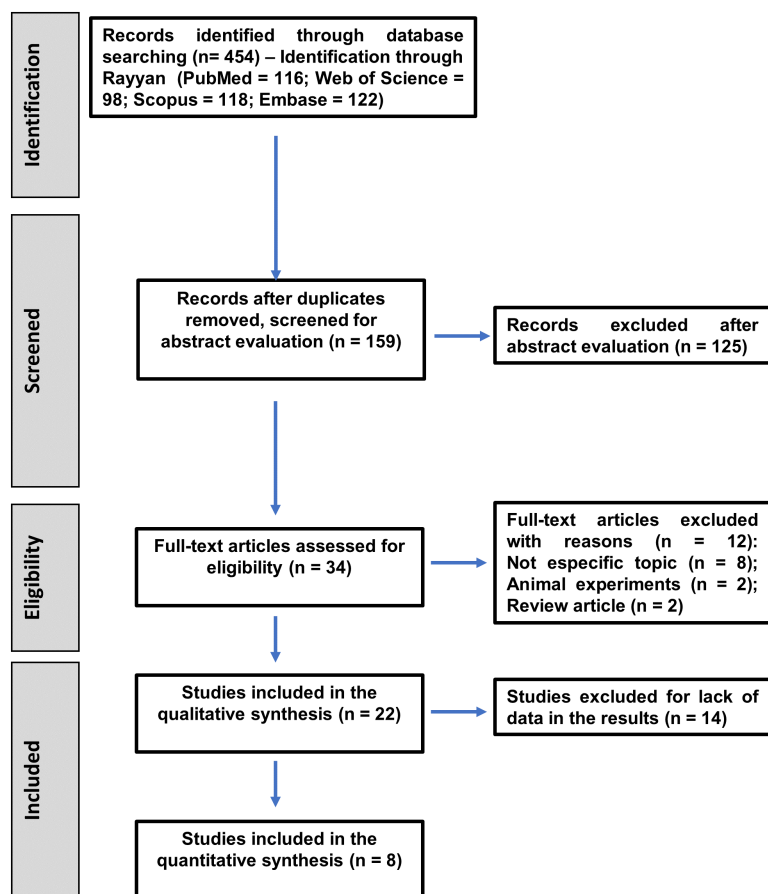 Identification
Records identified through database
searching (n= 454) – Identification through
Rayyan (PubMed = 116; Web of Science =
98; Scopus = 118; Embase = 122)
Screened
Records after duplicates
removed, screened for
abstract evaluation (n = 159)
Records excluded after
abstract evaluation (n = 125)
Eligibility
Full-text articles assessed for
eligibility (n = 34)
Full-text articles excluded
with reasons (n = 12):
Not especific topic (n = 8);
Animal experiments (n = 2);
Review article (n = 2)
Included
Studies included in the
qualitative synthesis (n = 22)
Studies excluded for lack of
data in the results (n = 14)
Studies included in the
quantitative synthesis (n = 8)